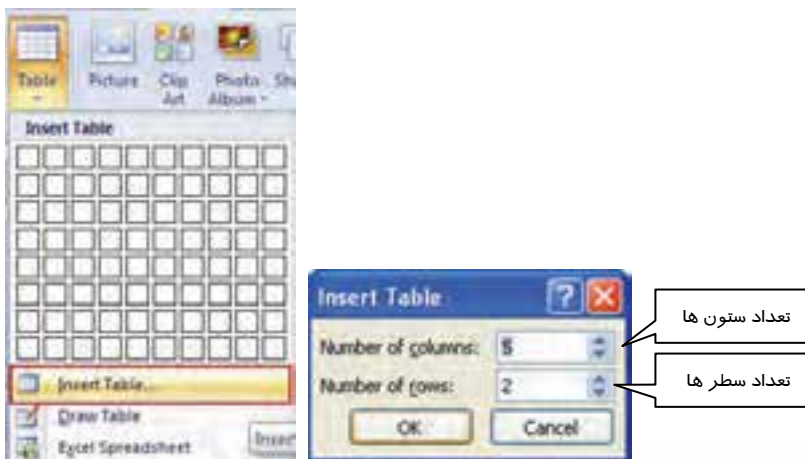 Table
Picture
Clip Art
Photo Album
Insert Table
Insert Table...
Draw Table
Excel Spreadsheet
Insert Table
Number of columns: 5
Number of rows: 2
OK
Cancel
تعداد ستون ها
تعداد سطر ها